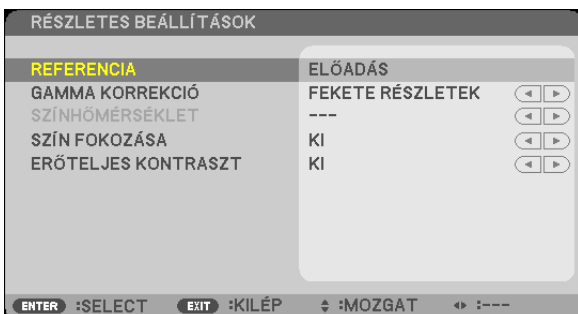 RÉSZLETES BEÁLLÍTÁSOK
REFERENCIA ELŐADÁS
GAMMA KORREKCIÓ FEKETE RÉSZLETEK
SZÍNHŐMÉRSÉKLET ---
SZÍN FOKOZÁSA KI
ERŐTELJES KONTRASZT KI
ENTER :SELECT EXIT :KILÉP :MOZGAT :---